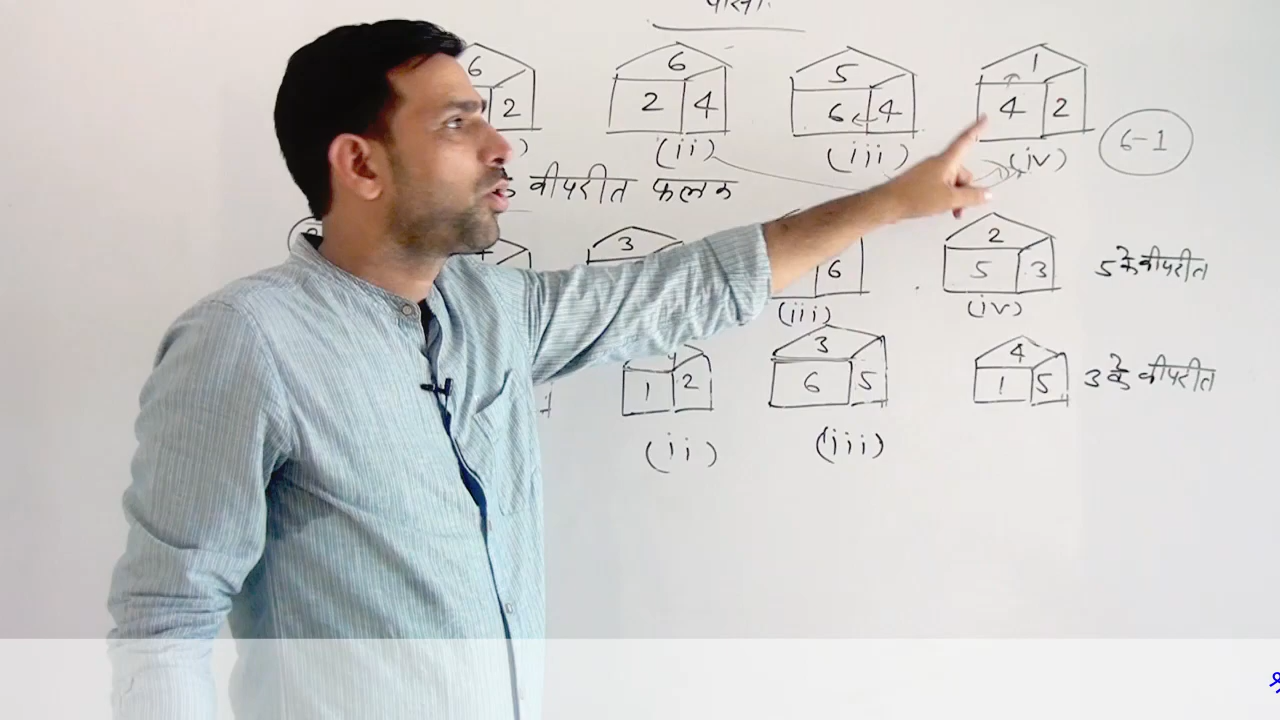 पासा
6 6 5 1
2 2 4 6 4 4 2 6-1
) (ii) (iii) (iv)
के वीपरीत फलक
3 2
6 5 3 5 के वीपरीत
(iii) (iv)
3 4
1 2 6 5 1 5 3 के वीपरीत
(ii) (iii)